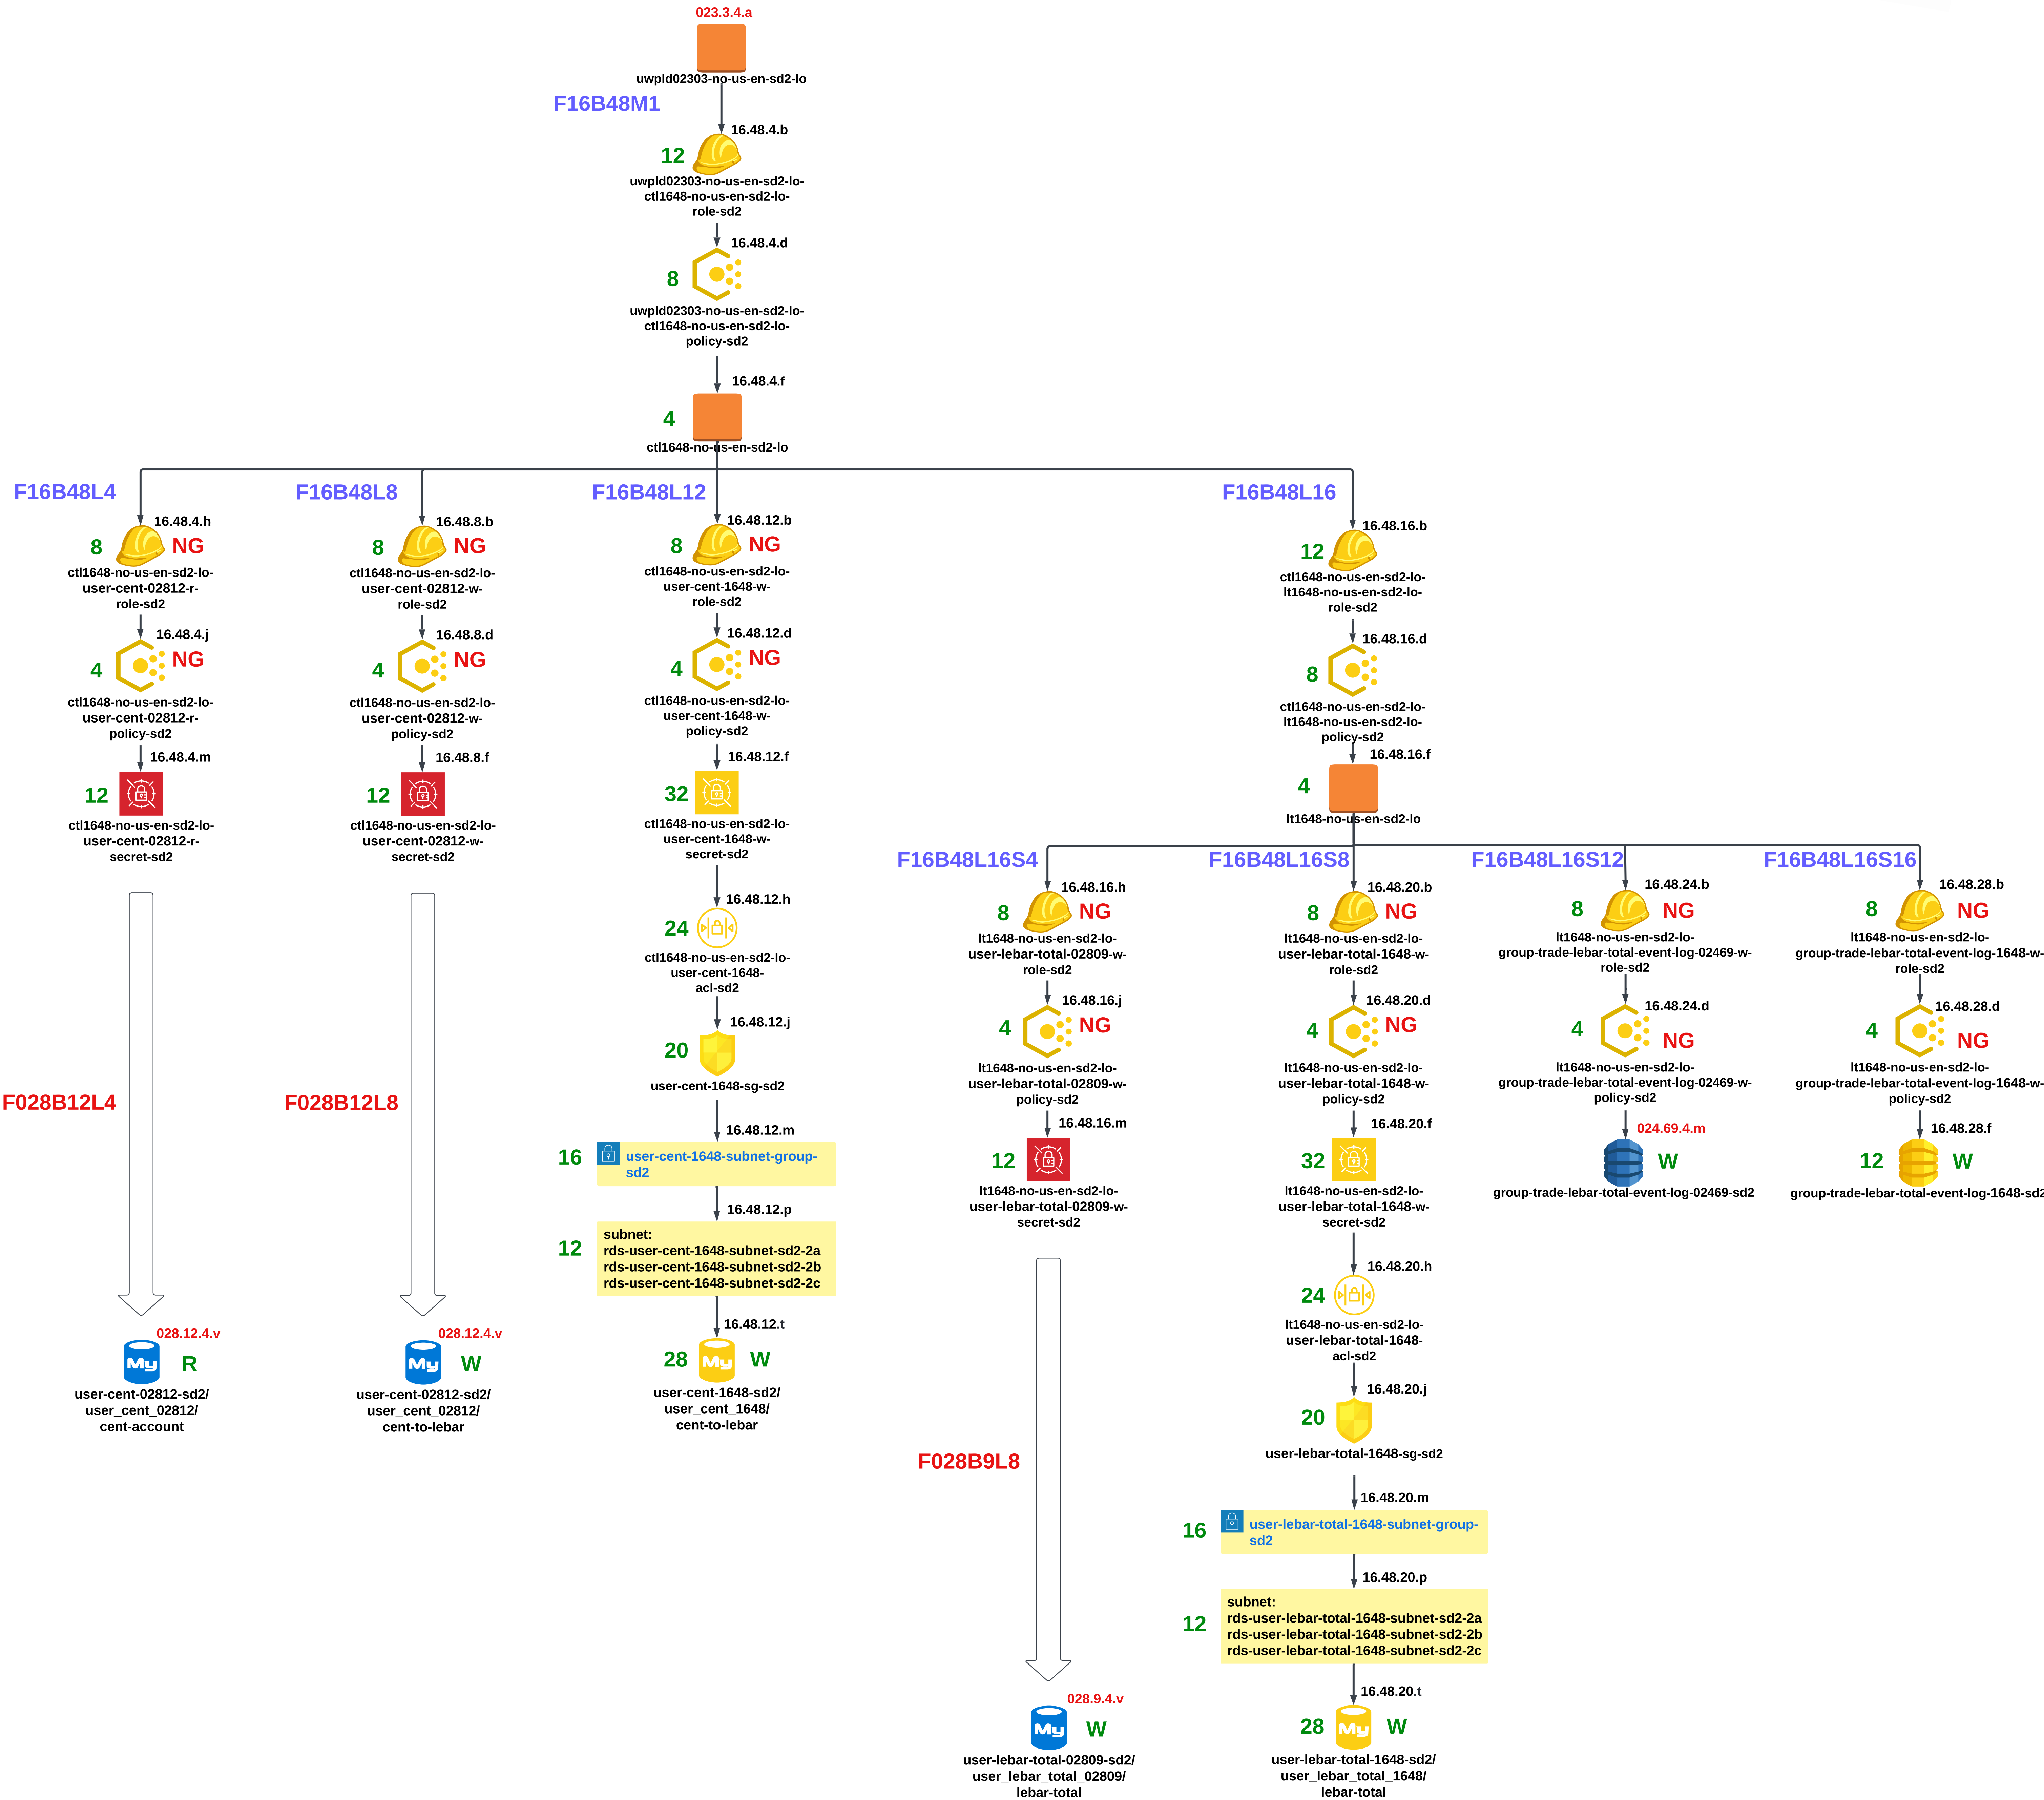 023.3.4.a
uwpld02303-no-us-en-sd2-lo
F16B48M1
16.48.4.b
12
uwpld02303-no-us-en-sd2-lo-
ctl1648-no-us-en-sd2-lo-
role-sd2
16.48.4.d
8
uwpld02303-no-us-en-sd2-lo-
ctl1648-no-us-en-sd2-lo-
policy-sd2
16.48.4.f
4
ctl1648-no-us-en-sd2-lo
F16B48L4
16.48.4.h
8
NG
ctl1648-no-us-en-sd2-lo-
user-cent-02812-r-
role-sd2
16.48.4.j
4
NG
ctl1648-no-us-en-sd2-lo-
user-cent-02812-r-
policy-sd2
16.48.4.m
12
ctl1648-no-us-en-sd2-lo-
user-cent-02812-r-
secret-sd2
F028B12L4
028.12.4.v
My
R
user-cent-02812-sd2/
user_cent_02812/
cent-account
F16B48L8
16.48.8.b
8
NG
ctl1648-no-us-en-sd2-lo-
user-cent-02812-w-
role-sd2
16.48.8.d
4
NG
ctl1648-no-us-en-sd2-lo-
user-cent-02812-w-
policy-sd2
16.48.8.f
12
ctl1648-no-us-en-sd2-lo-
user-cent-02812-w-
secret-sd2
F028B12L8
028.12.4.v
My
W
user-cent-02812-sd2/
user_cent_02812/
cent-to-lebar
F16B48L12
16.48.12.b
8
NG
ctl1648-no-us-en-sd2-lo-
user-cent-1648-w-
role-sd2
16.48.12.d
4
NG
ctl1648-no-us-en-sd2-lo-
user-cent-1648-w-
policy-sd2
16.48.12.f
32
ctl1648-no-us-en-sd2-lo-
user-cent-1648-w-
secret-sd2
16.48.12.h
24
ctl1648-no-us-en-sd2-lo-
user-cent-1648-
acl-sd2
16.48.12.j
20
user-cent-1648-sg-sd2
16.48.12.m
16
user-cent-1648-subnet-group-
sd2
16.48.12.p
12
subnet:
rds-user-cent-1648-subnet-sd2-2a
rds-user-cent-1648-subnet-sd2-2b
rds-user-cent-1648-subnet-sd2-2c
16.48.12.t
28
My
W
user-cent-1648-sd2/
user_cent_1648/
cent-to-lebar
F16B48L16
16.48.16.b
12
ctl1648-no-us-en-sd2-lo-
lt1648-no-us-en-sd2-lo-
role-sd2
16.48.16.d
8
ctl1648-no-us-en-sd2-lo-
lt1648-no-us-en-sd2-lo-
policy-sd2
16.48.16.f
4
lt1648-no-us-en-sd2-lo
F16B48L16S4
16.48.16.h
8
NG
lt1648-no-us-en-sd2-lo-
user-lebar-total-02809-w-
role-sd2
16.48.16.j
4
NG
lt1648-no-us-en-sd2-lo-
user-lebar-total-02809-w-
policy-sd2
16.48.16.m
12
lt1648-no-us-en-sd2-lo-
user-lebar-total-02809-w-
secret-sd2
F028B9L8
028.9.4.v
My
W
user-lebar-total-02809-sd2/
user_lebar_total_02809/
lebar-total
F16B48L16S8
16.48.20.b
8
NG
lt1648-no-us-en-sd2-lo-
user-lebar-total-1648-w-
role-sd2
16.48.20.d
4
NG
lt1648-no-us-en-sd2-lo-
user-lebar-total-1648-w-
policy-sd2
16.48.20.f
32
lt1648-no-us-en-sd2-lo-
user-lebar-total-1648-w-
secret-sd2
16.48.20.h
24
lt1648-no-us-en-sd2-lo-
user-lebar-total-1648-
acl-sd2
16.48.20.j
20
user-lebar-total-1648-sg-sd2
16.48.20.m
16
user-lebar-total-1648-subnet-group-
sd2
16.48.20.p
12
subnet:
rds-user-lebar-total-1648-subnet-sd2-2a
rds-user-lebar-total-1648-subnet-sd2-2b
rds-user-lebar-total-1648-subnet-sd2-2c
16.48.20.t
28
My
W
user-lebar-total-1648-sd2/
user_lebar_total_1648/
lebar-total
F16B48L16S12
16.48.24.b
8
NG
lt1648-no-us-en-sd2-lo-
group-trade-lebar-total-event-log-02469-w-
role-sd2
16.48.24.d
4
NG
lt1648-no-us-en-sd2-lo-
group-trade-lebar-total-event-log-02469-w-
policy-sd2
024.69.4.m
W
group-trade-lebar-total-event-log-02469-sd2
F16B48L16S16
16.48.28.b
8
NG
lt1648-no-us-en-sd2-lo-
group-trade-lebar-total-event-log-1648-w-
role-sd2
16.48.28.d
4
NG
lt1648-no-us-en-sd2-lo-
group-trade-lebar-total-event-log-1648-w-
policy-sd2
16.48.28.f
12
W
group-trade-lebar-total-event-log-1648-sd2